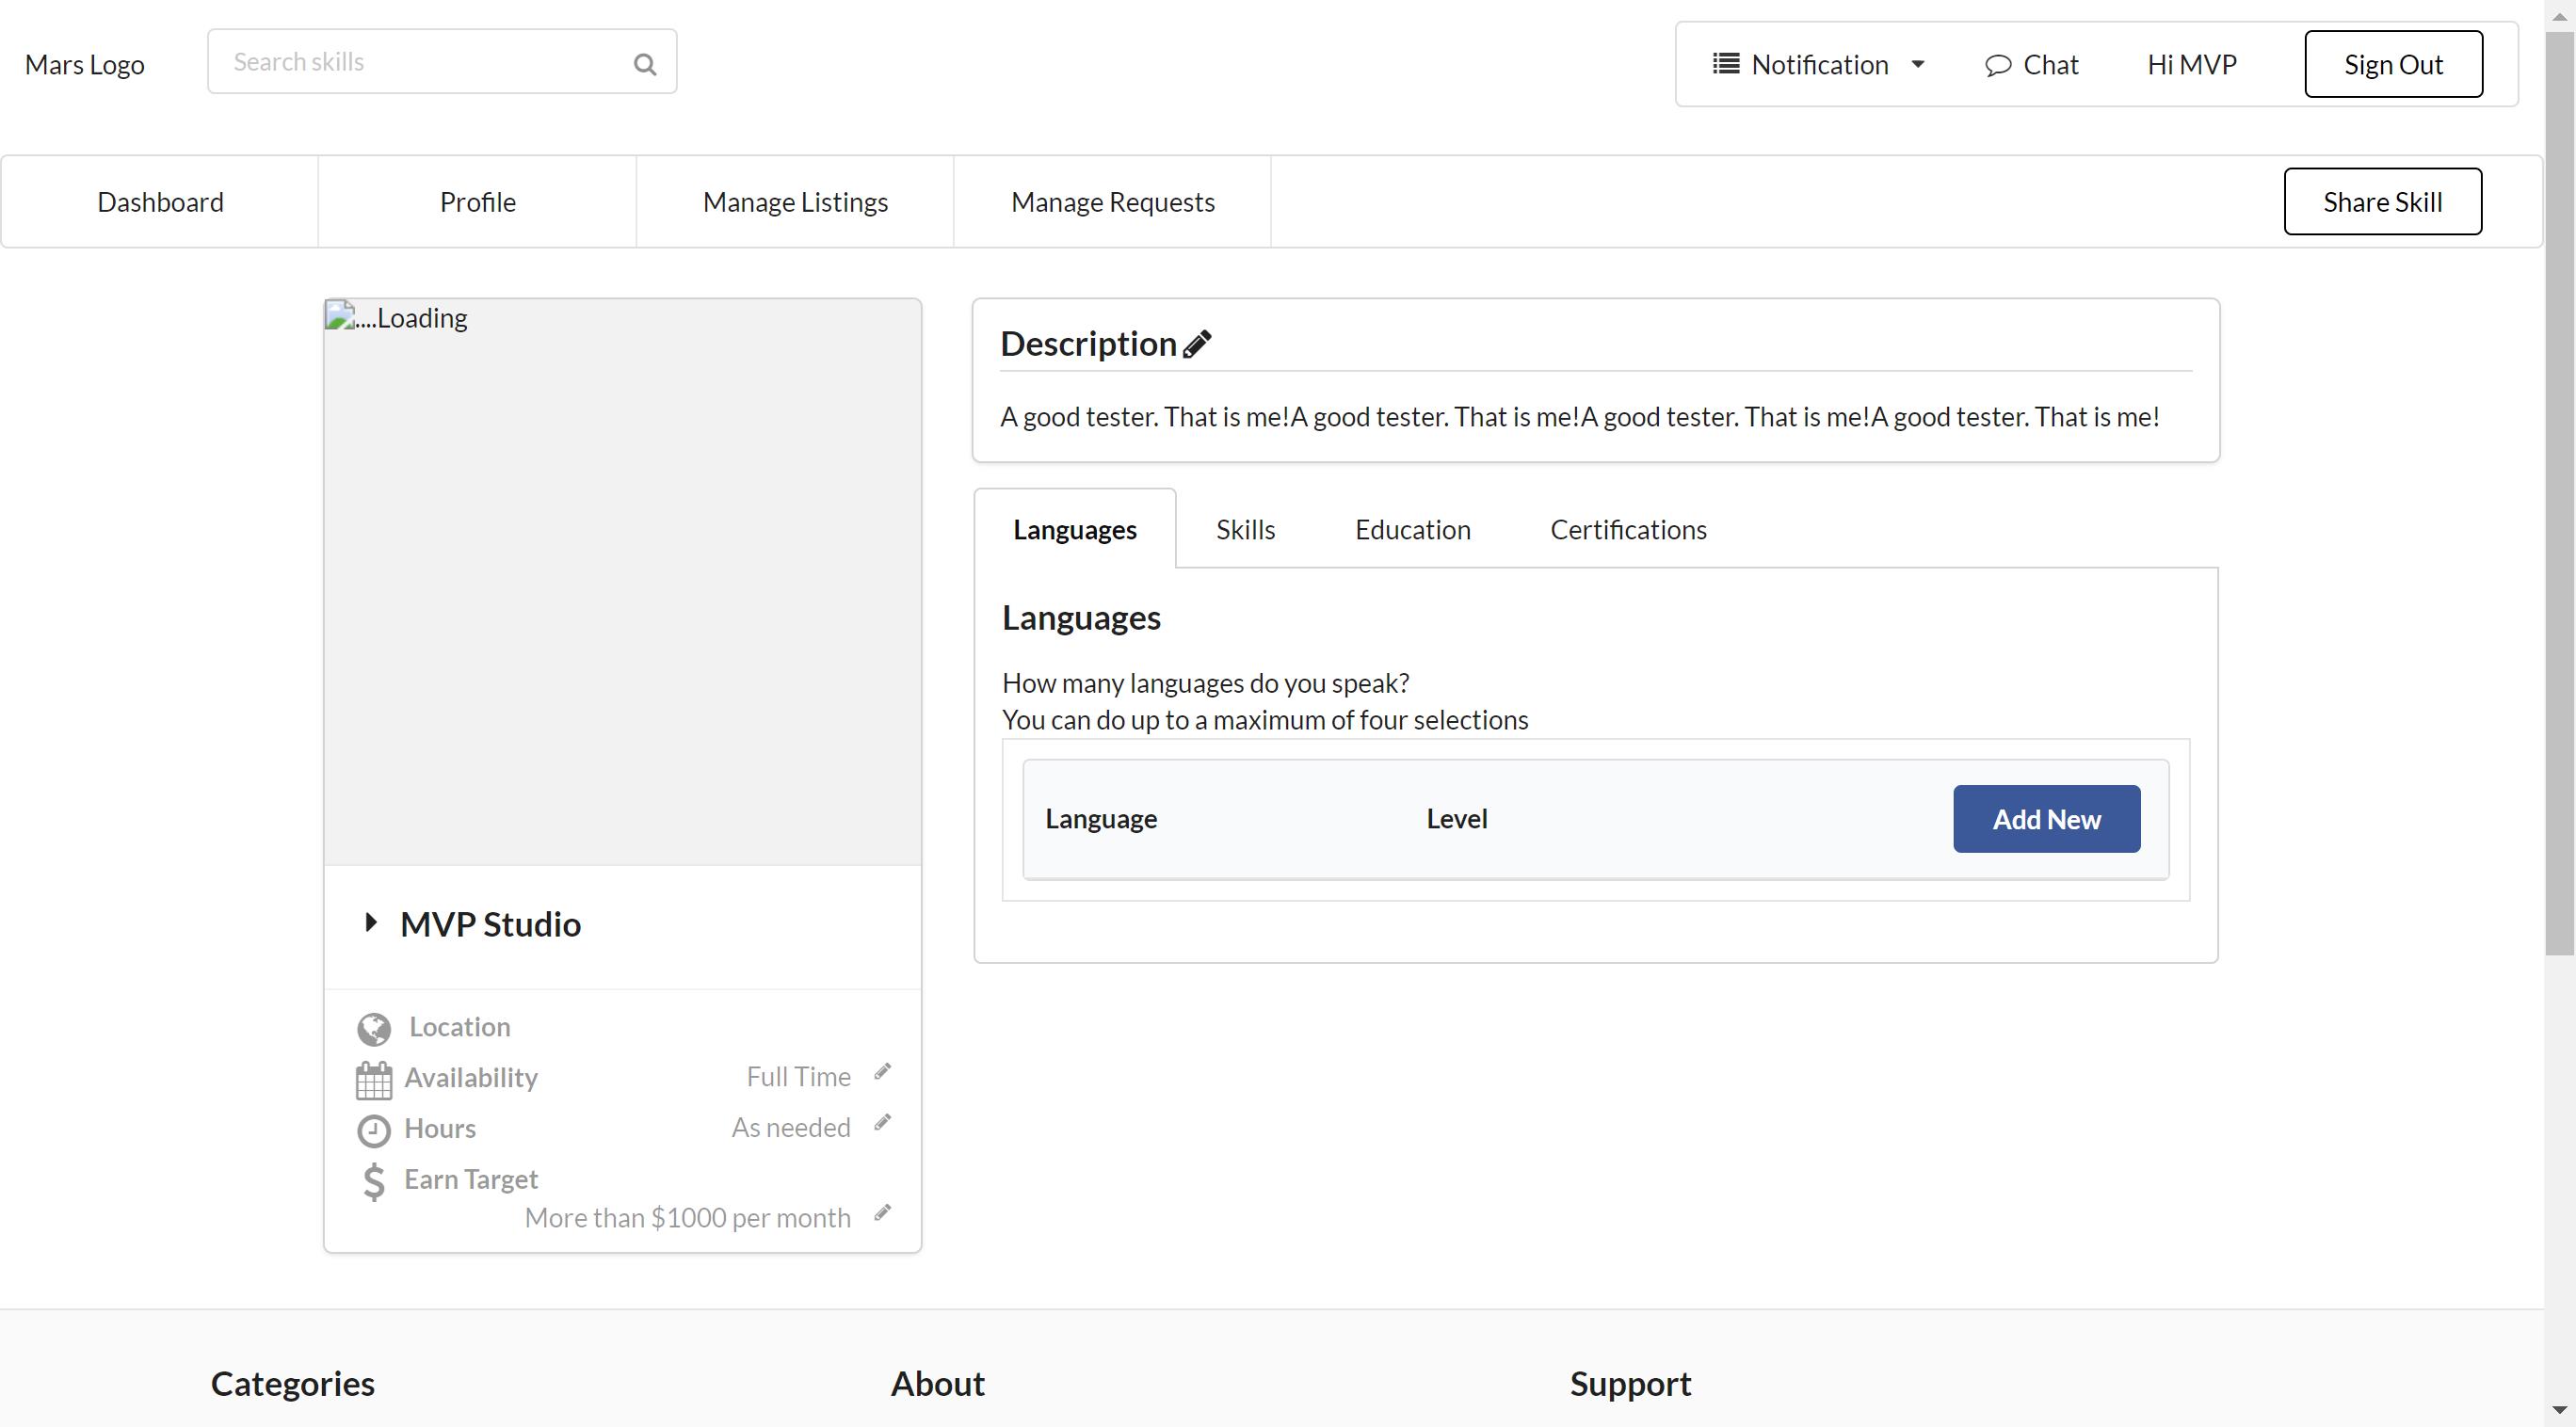 Mars Logo
Search skills
Notification
Chat
Hi MVP
Sign Out
Dashboard
Profile
Manage Listings
Manage Requests
Share Skill
....Loading
MVP Studio
Location
Availability
Full Time
Hours
As needed
Earn Target
More than $1000 per month
Description
A good tester. That is me!A good tester. That is me!A good tester. That is me!A good tester. That is me!
Languages
Skills
Education
Certifications
Languages
How many languages do you speak?
You can do up to a maximum of four selections
Language
Level
Add New
Categories
About
Support